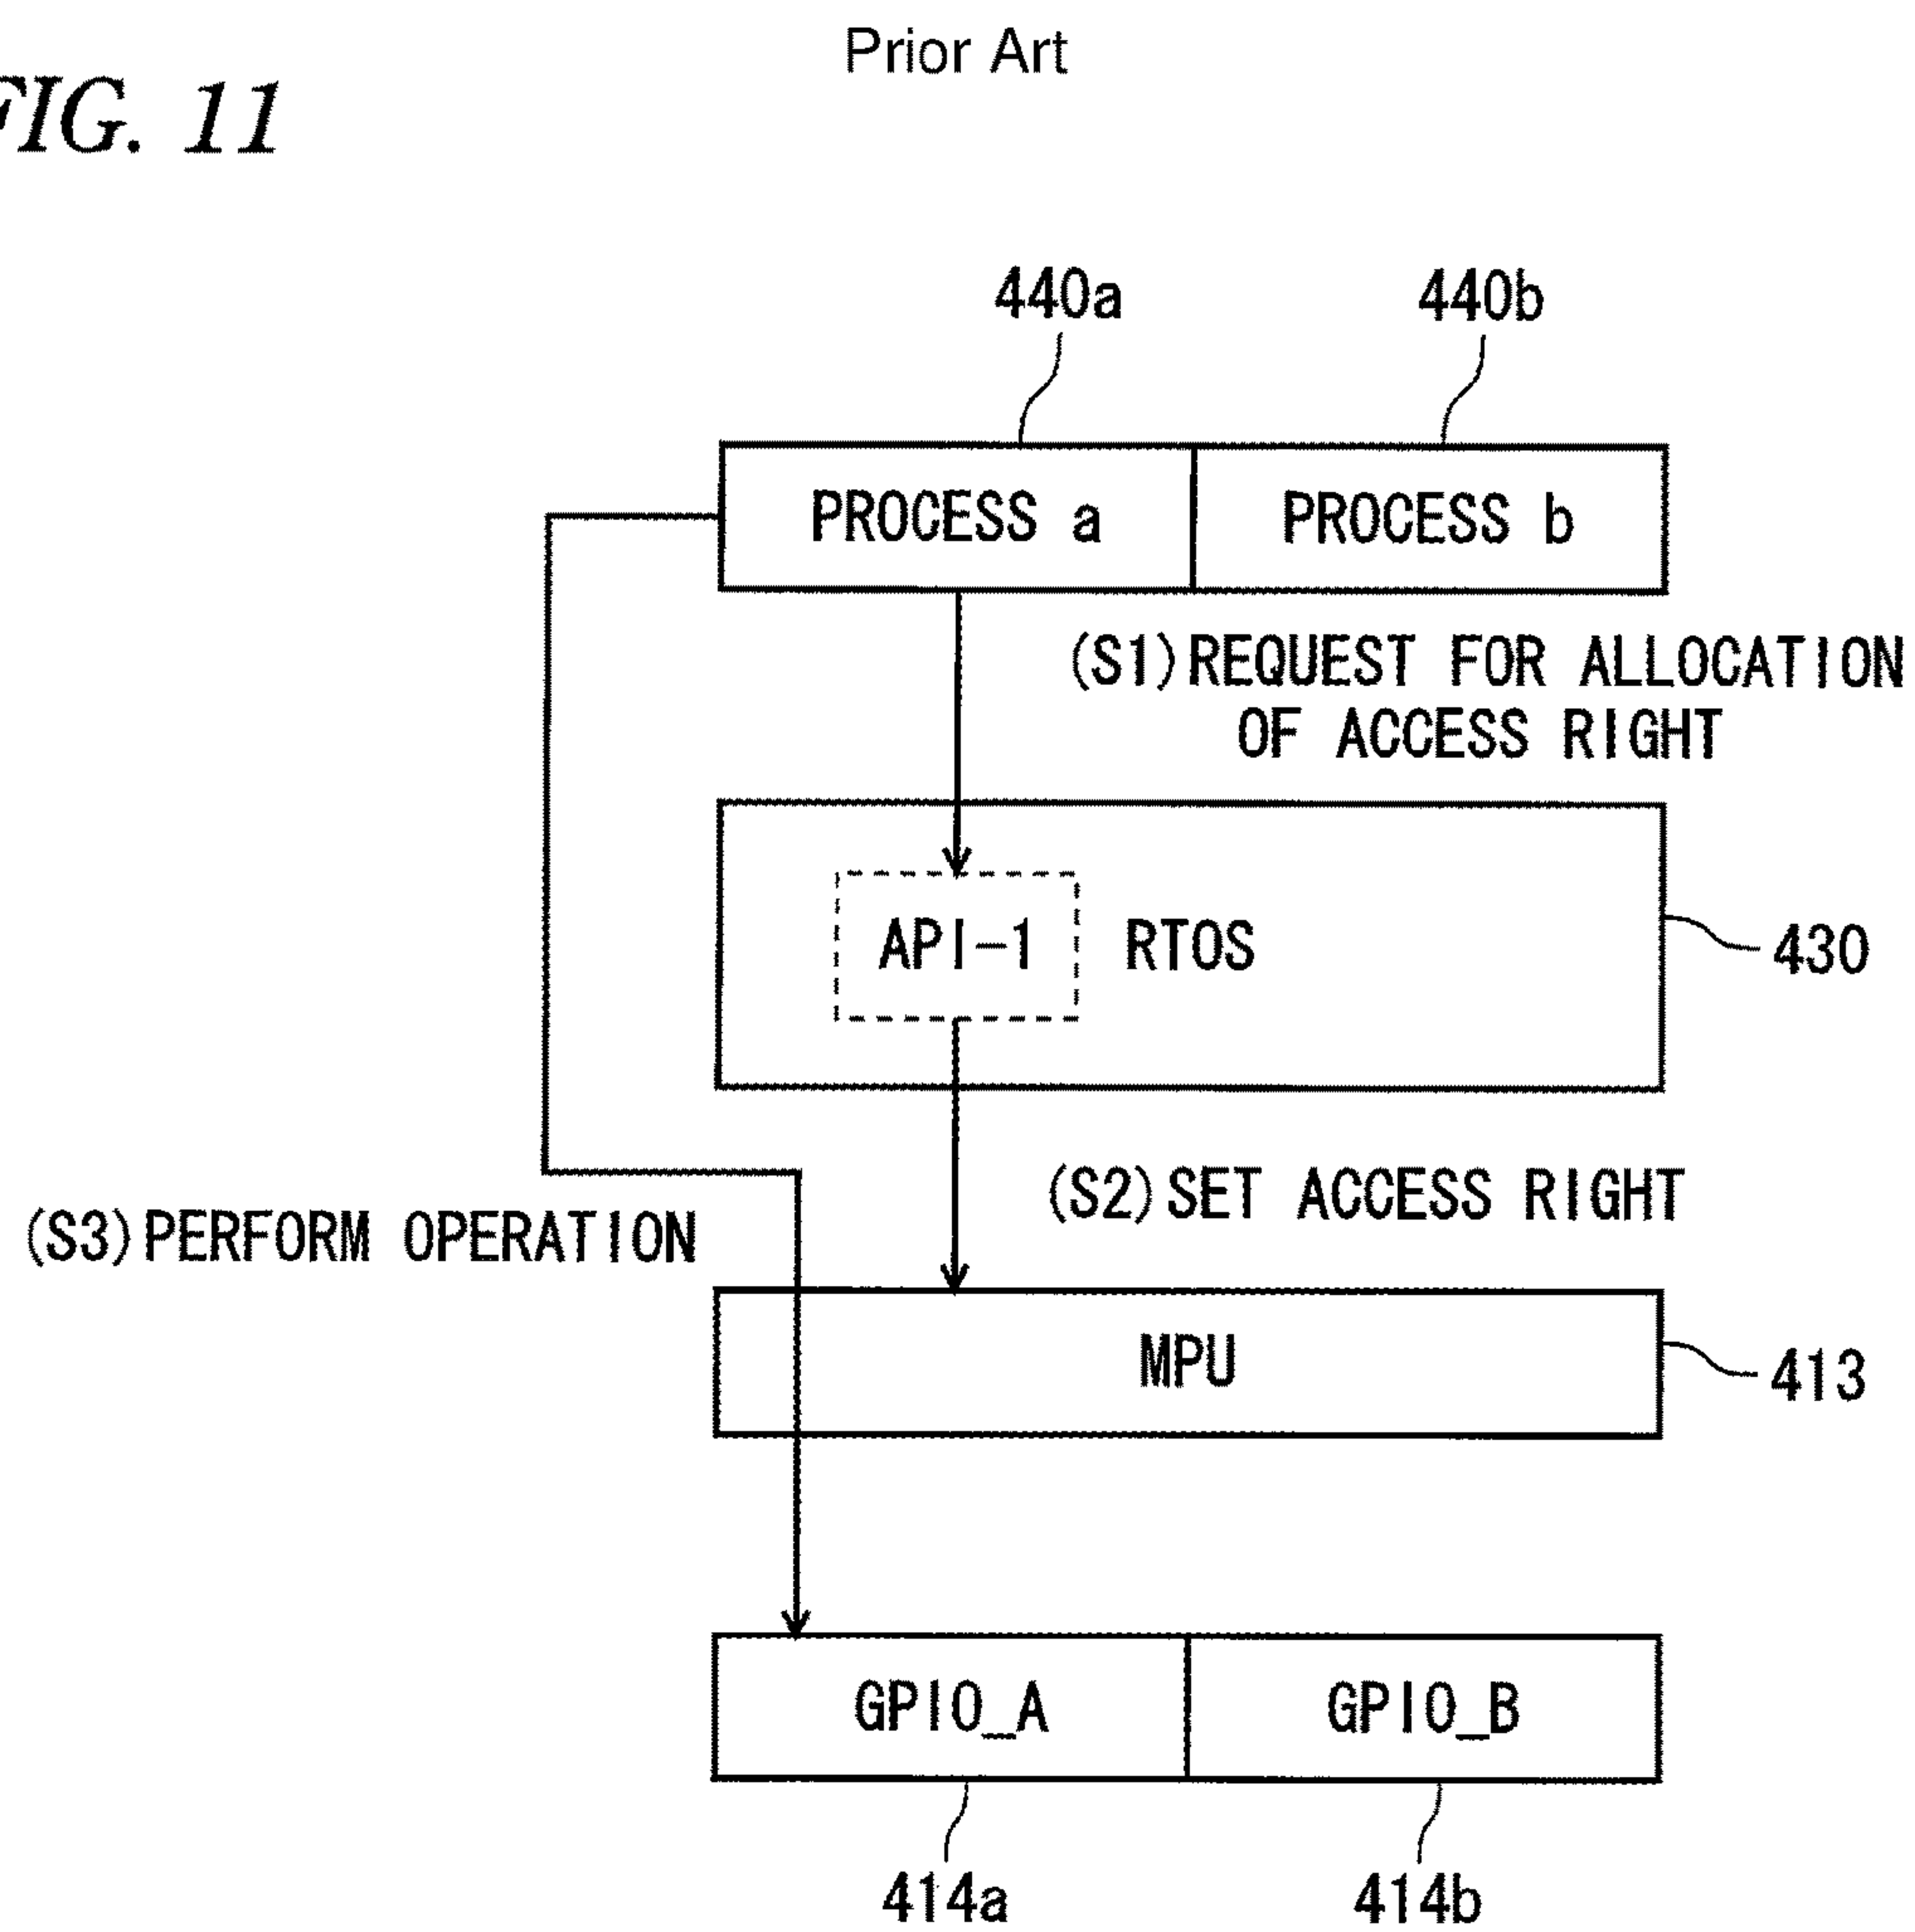 Prior Art
FIG. 11
440a
440b
PROCESS a
PROCESS b
(S1) REQUEST FOR ALLOCATION
OF ACCESS RIGHT
API-1
RTOS
430
(S2) SET ACCESS RIGHT
(S3) PERFORM OPERATION
MPU
413
GPIO_A
GPIO_B
414a
414b